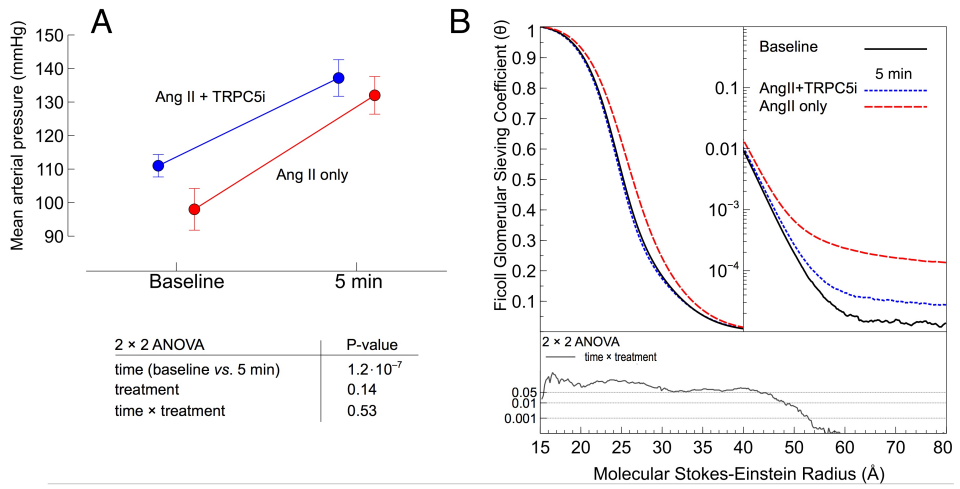 A
Mean arterial pressure (mmHg)
150
140
130
120
110
100
90
Ang II + TRPC5i
Ang II only
Baseline
5 min
2 × 2 ANOVA P-value
time (baseline vs. 5 min) 1.2·10⁻⁷
treatment 0.14
time × treatment 0.53
B
Ficoll Glomerular Sieving Coefficient (θ)
1
0.9
0.8
0.7
0.6
0.5
0.4
0.3
0.2
0.1
Baseline
5 min
AngII+TRPC5i
AngII only
0.1
0.01
10⁻³
10⁻⁴
2 × 2 ANOVA
time × treatment
0.05
0.01
0.001
15 20 25 30 35 40 50 60 70 80
Molecular Stokes-Einstein Radius (Å)